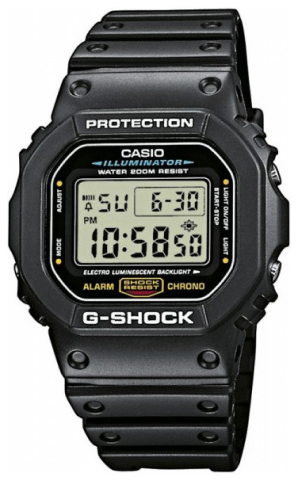 PROTECTION
CASIO
ILLUMINATOR
WATER 200M RESIST
ADJUST
MODE
LIGHT ON/OFF
START-STOP
LIGHT
SU 6-30
PM
10:58 50
ELECTRO LUMINESCENT BACKLIGHT
ALARM SHOCK RESIST CHRONO
G-SHOCK